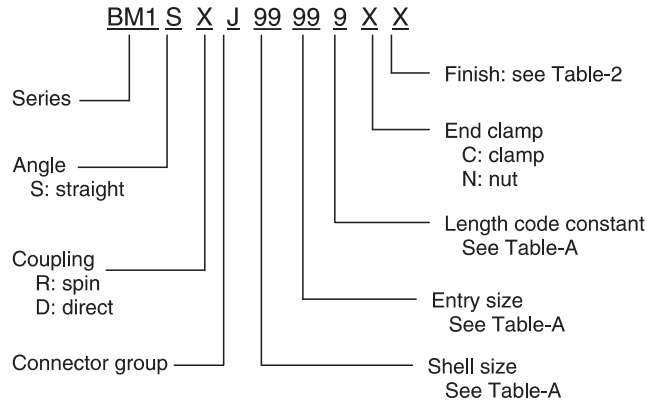 BM1 S X J 99 99 9 X X
Series
Angle
S: straight
Coupling
R: spin
D: direct
Connector group
Finish: see Table-2
End clamp
C: clamp
N: nut
Length code constant
See Table-A
Entry size
See Table-A
Shell size
See Table-A